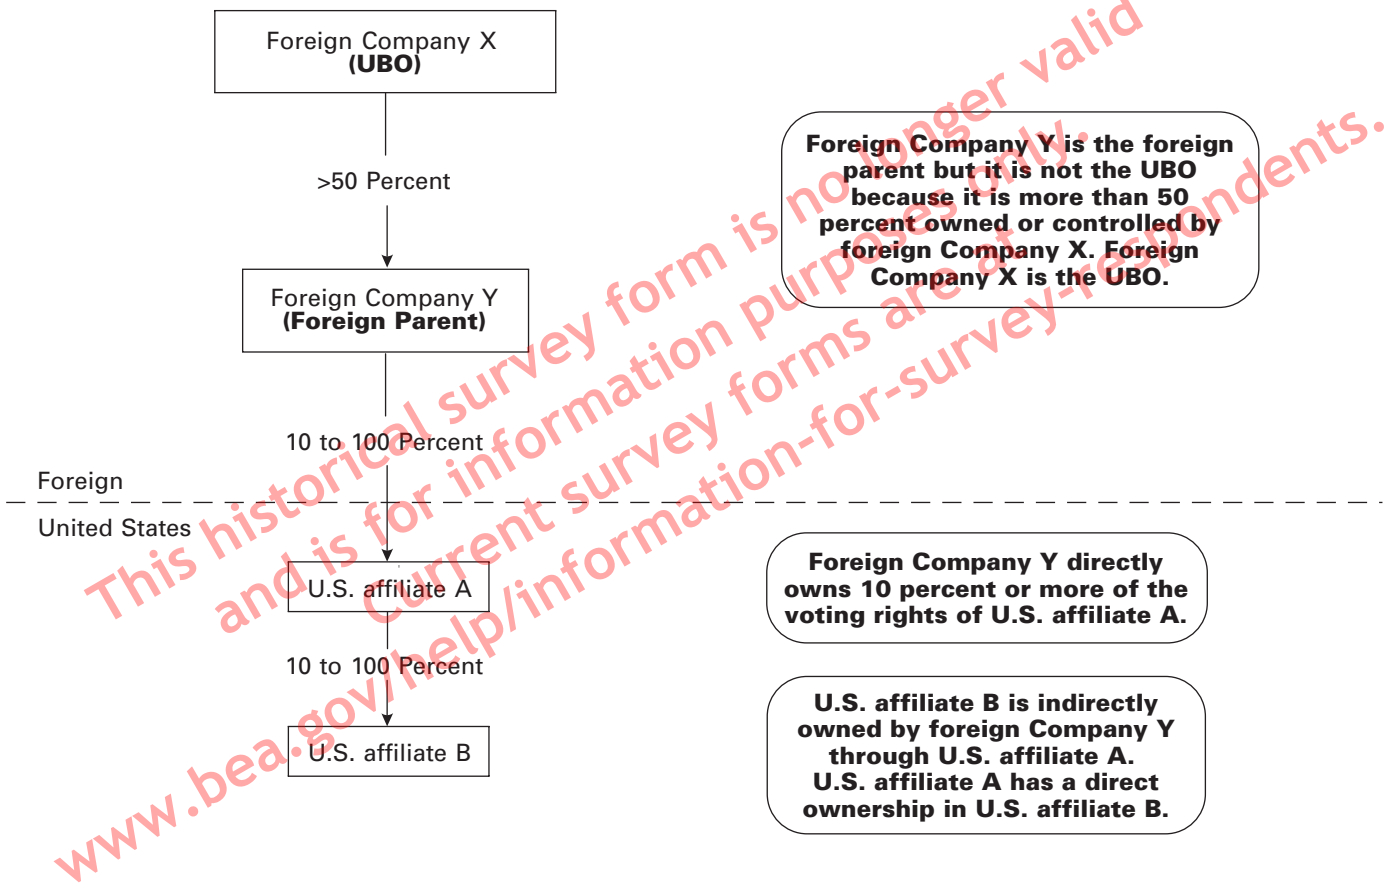 Foreign Company X
(UBO)
>50 Percent
Foreign Company Y is the foreign
parent but it is not the UBO
because it is more than 50
percent owned or controlled by
foreign Company X. Foreign
Company X is the UBO.
Foreign Company Y
(Foreign Parent)
10 to 100 Percent
Foreign
United States
U.S. affiliate A
Foreign Company Y directly
owns 10 percent or more of the
voting rights of U.S. affiliate A.
10 to 100 Percent
U.S. affiliate B
U.S. affiliate B is indirectly
owned by foreign Company Y
through U.S. affiliate A.
U.S. affiliate A has a direct
ownership in U.S. affiliate B.
This historical survey form is no longer valid
and is for information purposes only.
Current survey forms are at
www.bea.gov/help/information-for-survey-respondents.